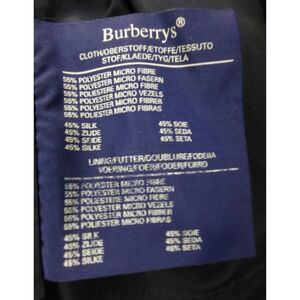 Burberrys®
CLOTH/OBERSTOFF/ETOFFE/TESSUTO
STOF/KLAEDE/TYG/TELA
55% POLYESTER MICRO FIBRE
55% POLYESTER MICRO FASERN
55% POLIESTERE MICRO FIBRE
55% POLYESTER MICRO VEZELS
55% POLYESTER MICRO FIBRER
55% POLYESTER MICRO FIBRAS
45% SILK 45% SOIE
45% ZIJDE 45% SEDA
45% SEIDE 45% SETA
45% SILKE
LINING/FUTTER/DOUBLURE/FODERA
VOERING/FOER/FODER/FORRO
55% POLYESTER MICRO FIBRE
55% POLYESTER MICRO FASERN
55% POLIESTERE MICRO FIBRE
55% POLYESTER MICRO VEZELS
55% POLYESTER MICRO FIBRER
55% POLYESTER MICRO FIBRAS
45% SILK 45% SOIE
45% ZIJDE 45% SEDA
45% SEIDE 45% SETA
45% SILKE